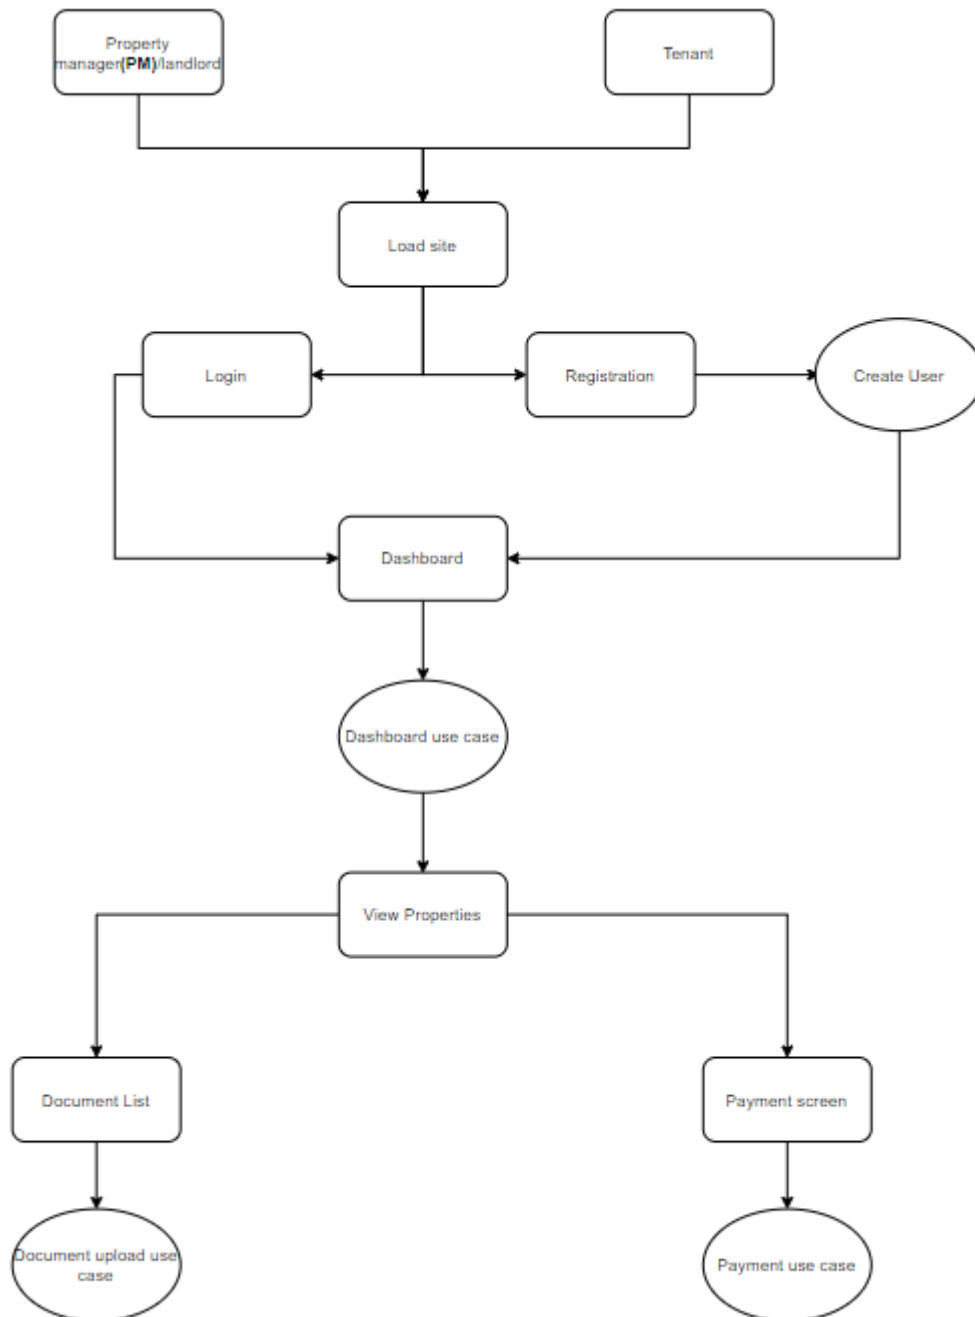 Property
manager(PM)/landlord
Tenant
Load site
Login
Registration
Create User
Dashboard
Dashboard use case
View Properties
Document List
Payment screen
Document upload use
case
Payment use case